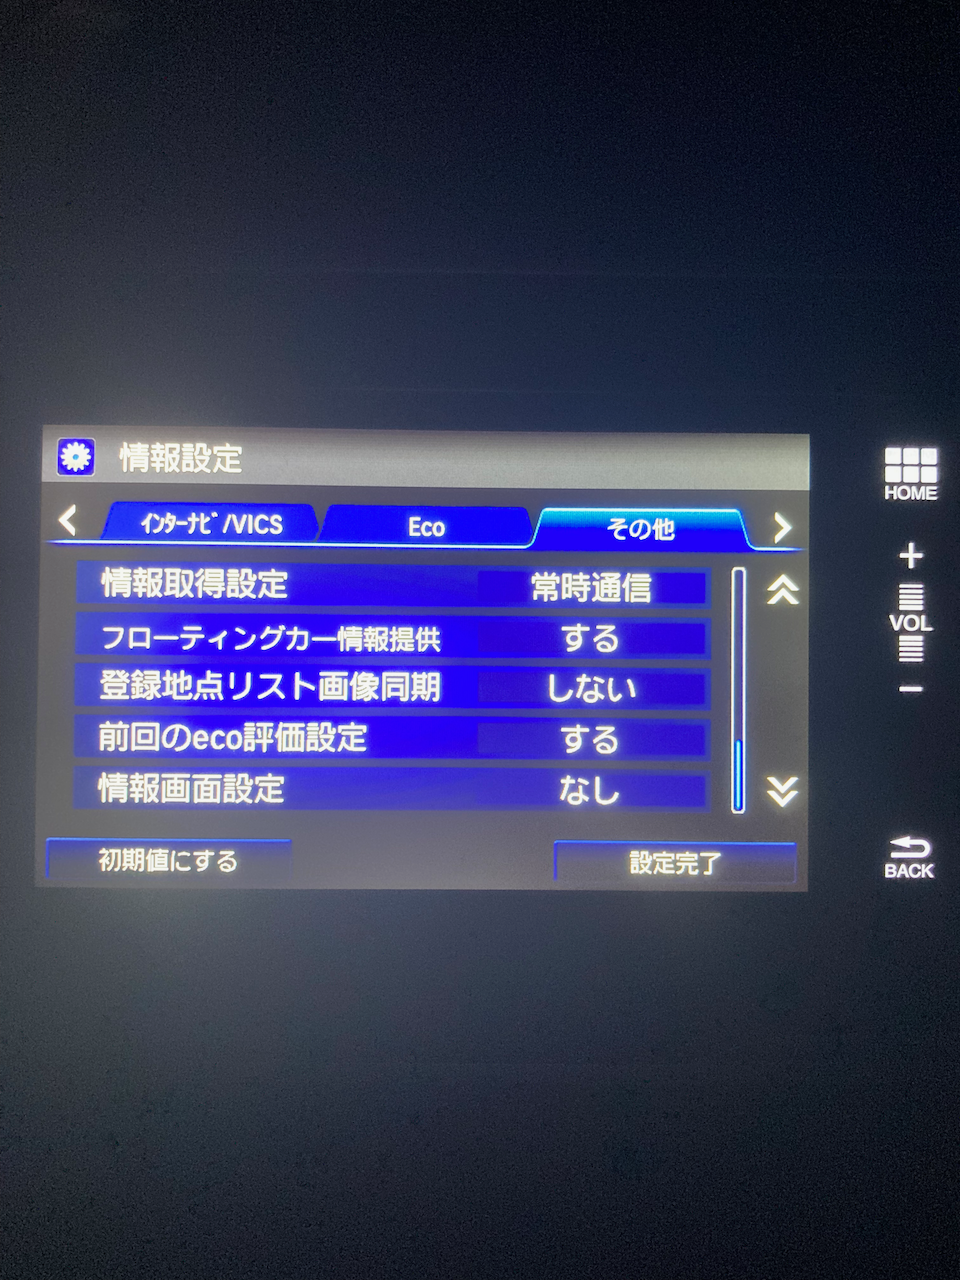 情報設定
インターナビ/VICS Eco その他
情報取得設定 常時通信
フローティングカー情報提供 する
登録地点リスト画像同期 しない
前回のeco評価設定 する
情報画面設定 なし
初期値にする 設定完了
HOME
+
VOL
−
BACK